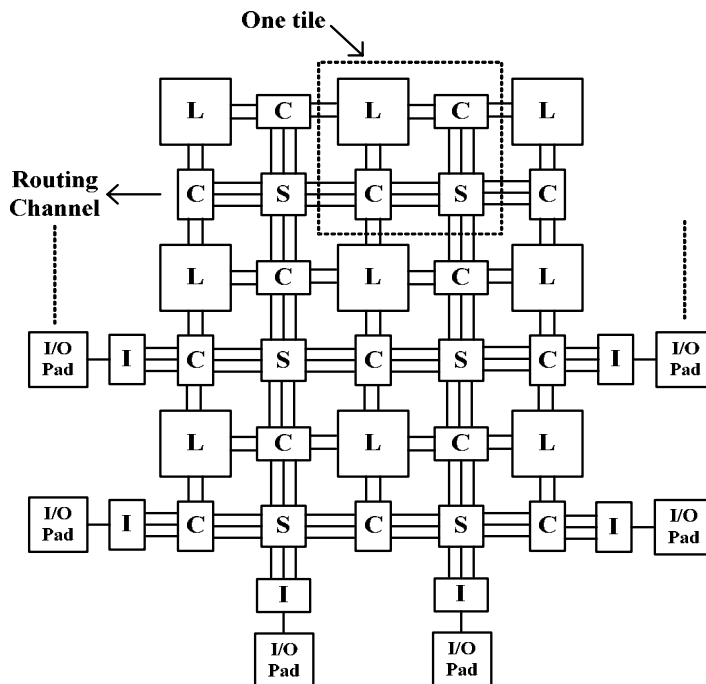 One tile
L C L C L
Routing
Channel
C S C S C
L C L C L
I/O
Pad
I C S C S C I
I/O
Pad
L C L C L
I/O
Pad
I C S C S C I
I/O
Pad
I I
I/O
Pad
I/O
Pad